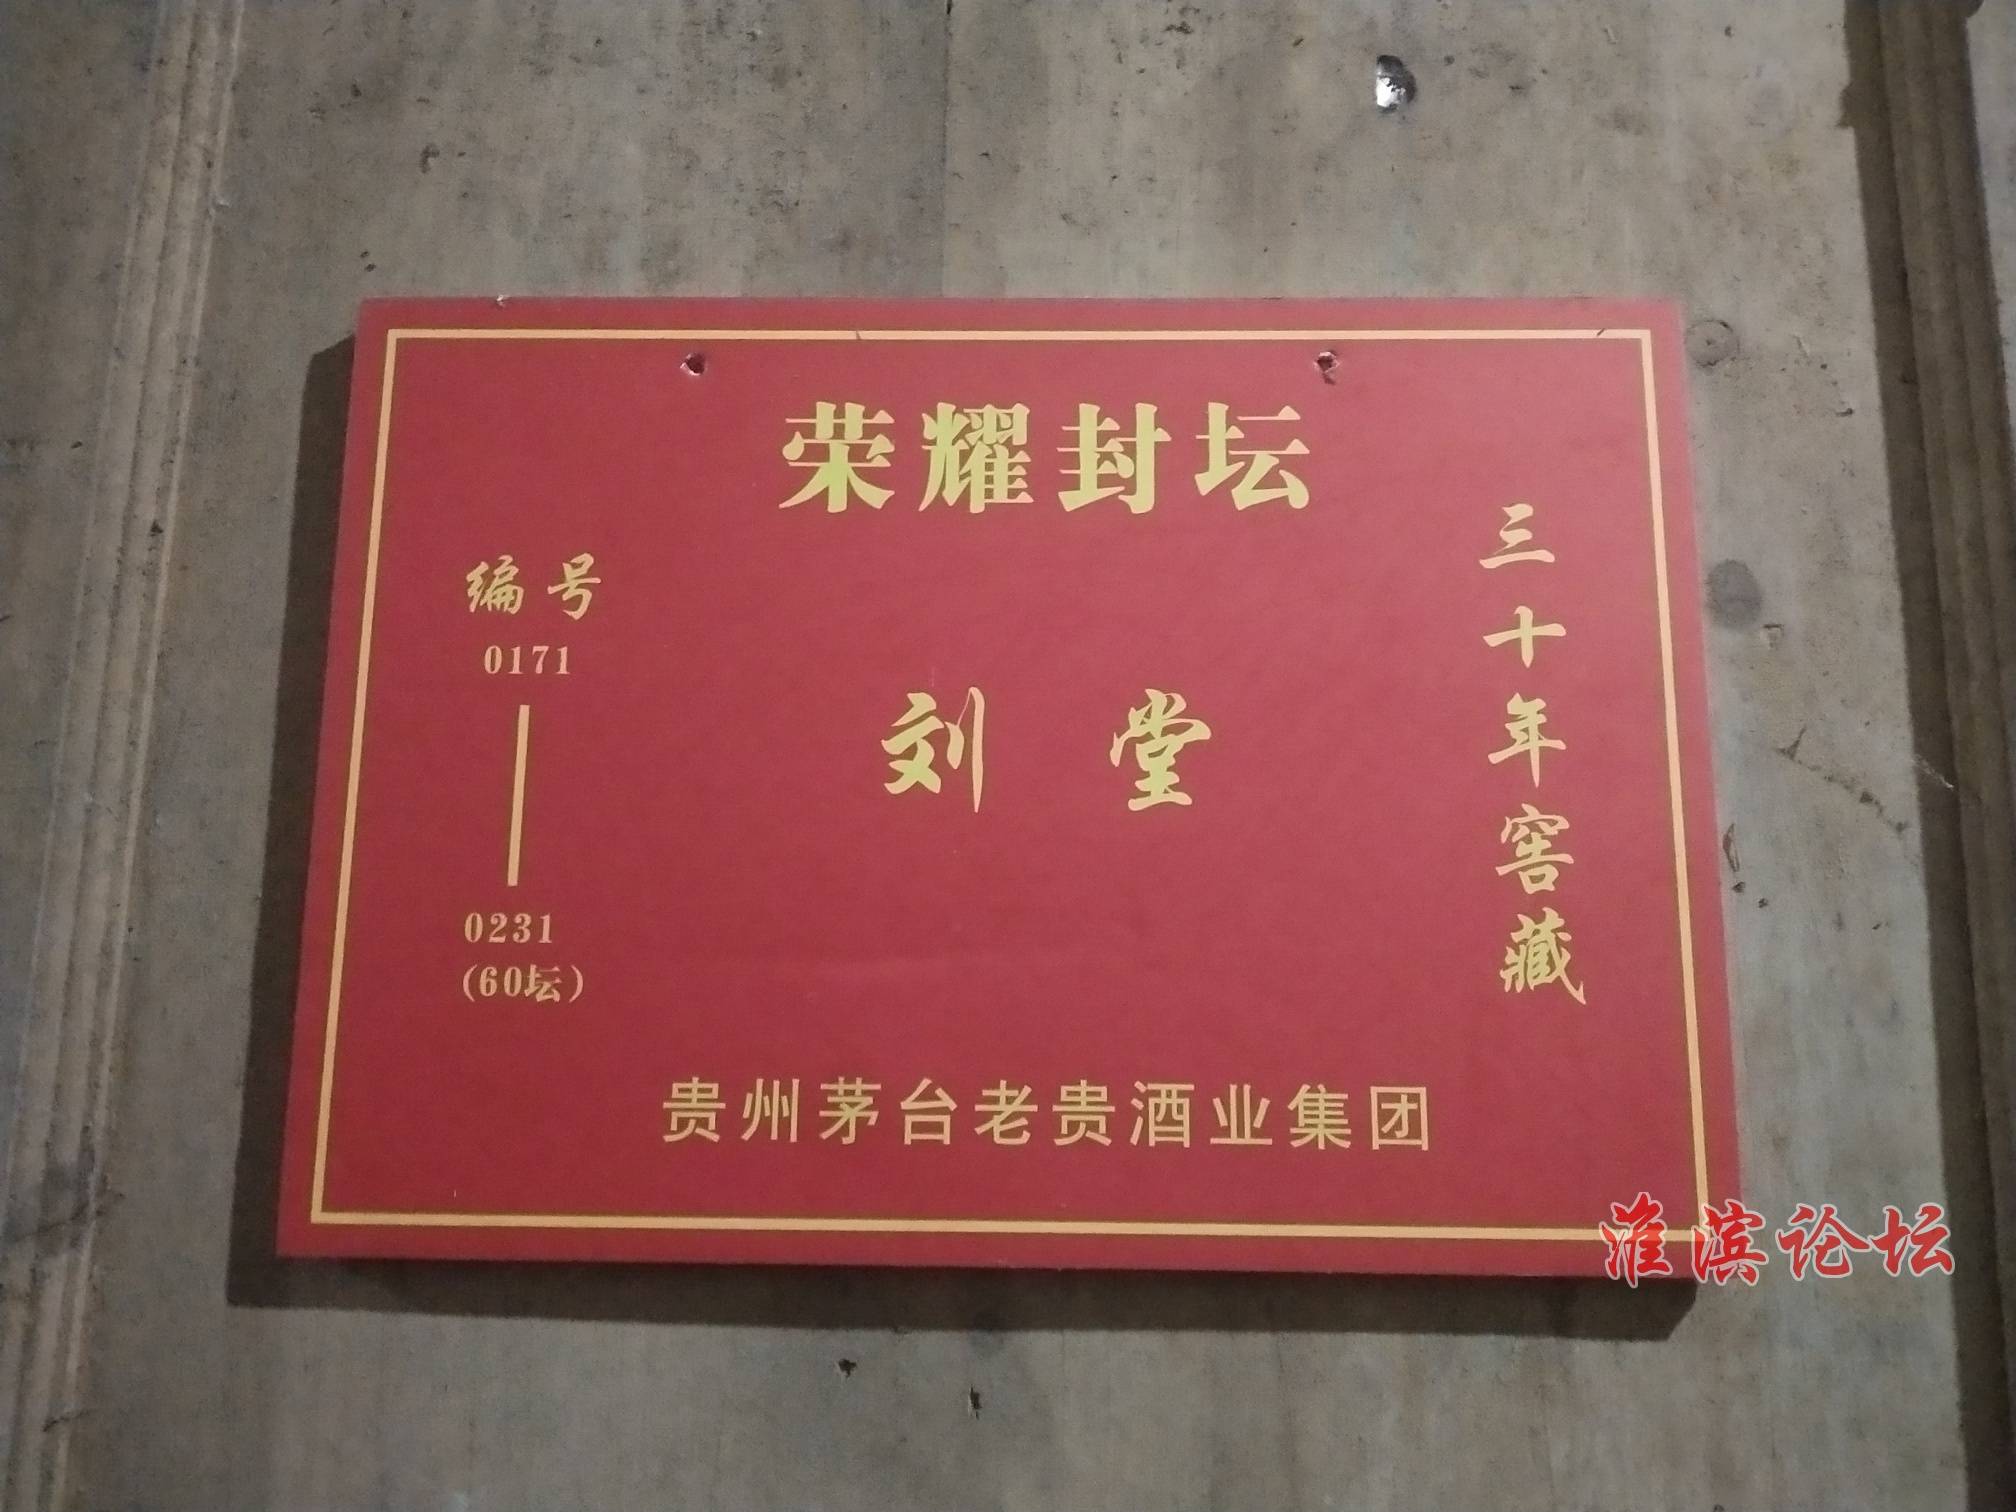 荣耀封坛
编号
0171
0231
(60坛)
刘 堂
三十年窖藏
贵州茅台老贵酒业集团
淮滨论坛